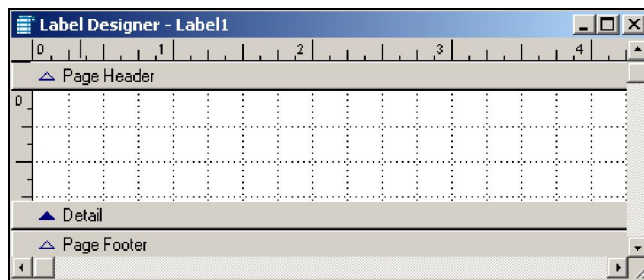 Label Designer - Label1
0 1 2 3 4
Page Header
0
Detail
Page Footer